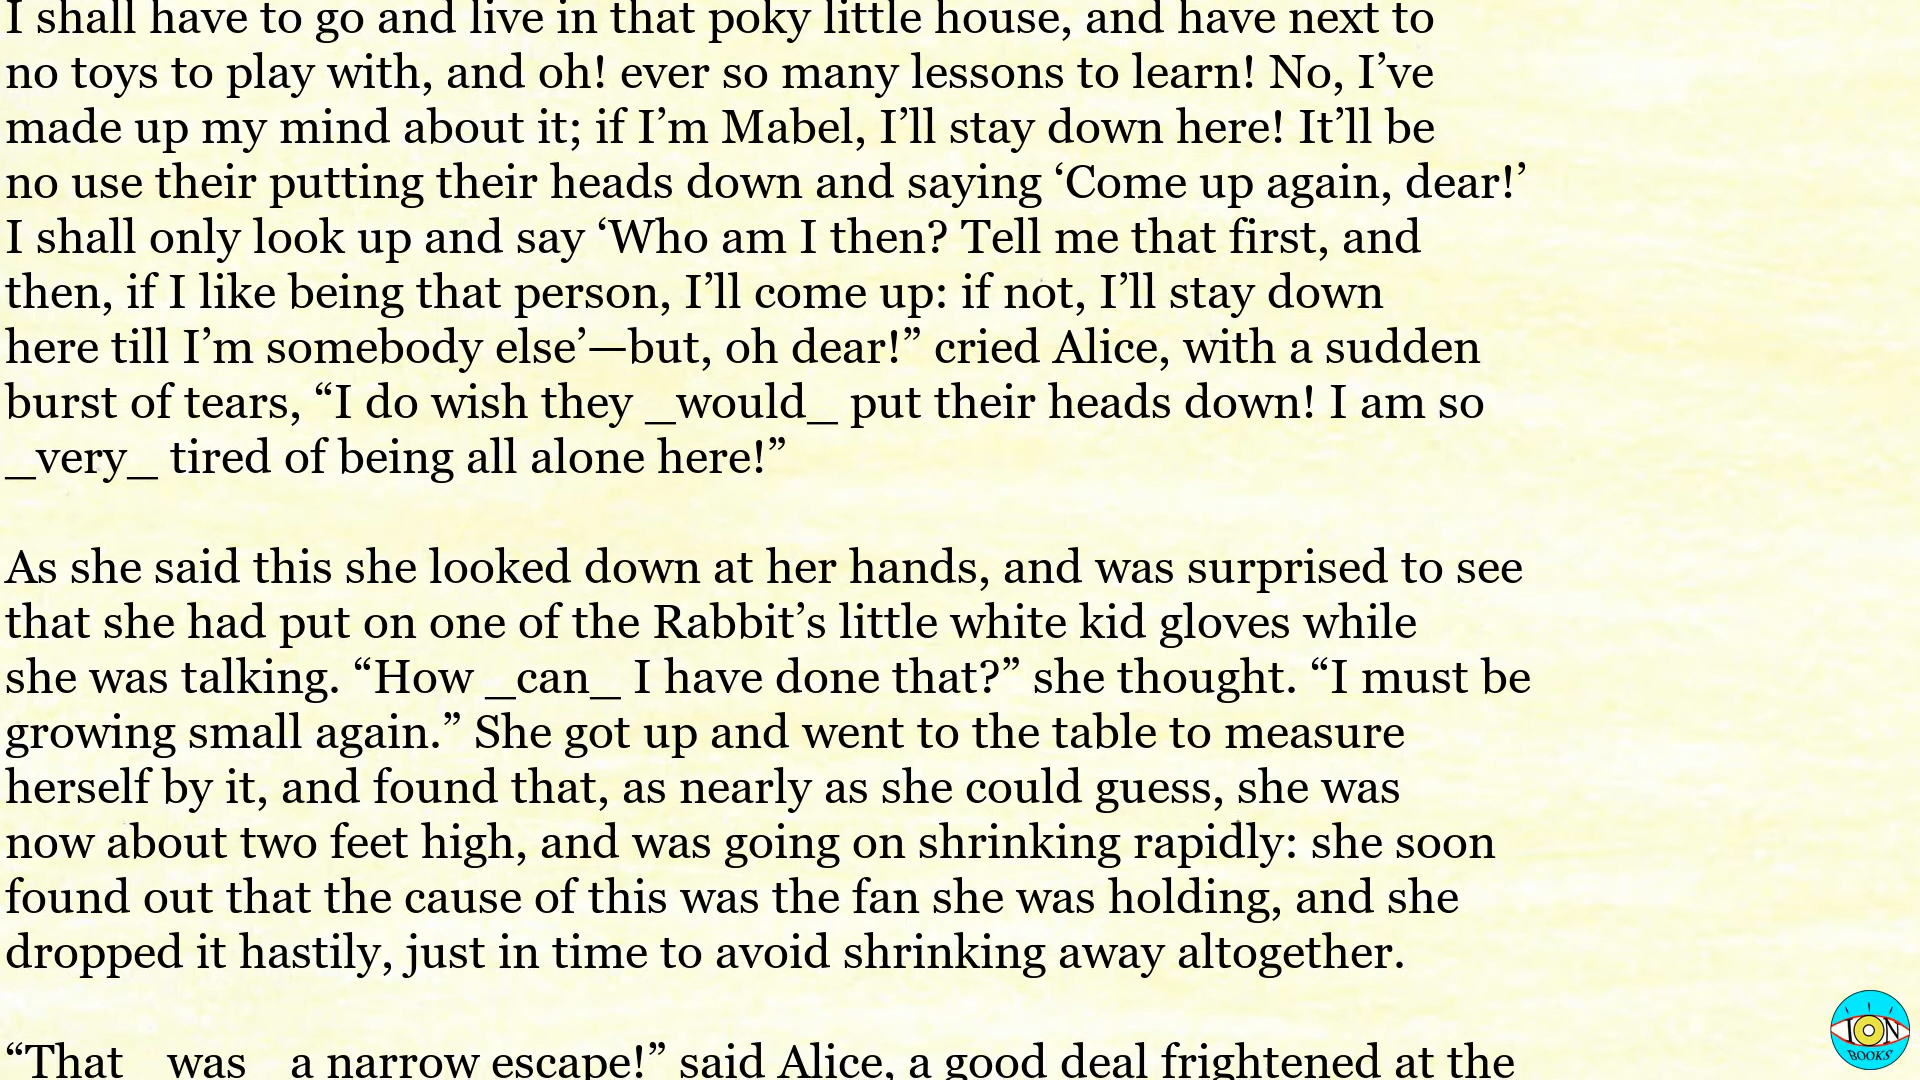 I shall have to go and live in that poky little house, and have next to
no toys to play with, and oh! ever so many lessons to learn! No, I’ve
made up my mind about it; if I’m Mabel, I’ll stay down here! It’ll be
no use their putting their heads down and saying ‘Come up again, dear!’
I shall only look up and say ‘Who am I then? Tell me that first, and
then, if I like being that person, I’ll come up: if not, I’ll stay down
here till I’m somebody else’—but, oh dear!” cried Alice, with a sudden
burst of tears, “I do wish they _would_ put their heads down! I am so
_very_ tired of being all alone here!”
As she said this she looked down at her hands, and was surprised to see
that she had put on one of the Rabbit’s little white kid gloves while
she was talking. “How _can_ I have done that?” she thought. “I must be
growing small again.” She got up and went to the table to measure
herself by it, and found that, as nearly as she could guess, she was
now about two feet high, and was going on shrinking rapidly: she soon
found out that the cause of this was the fan she was holding, and she
dropped it hastily, just in time to avoid shrinking away altogether.
“That was a narrow escape!” said Alice, a good deal frightened at the
ION
BOOKS